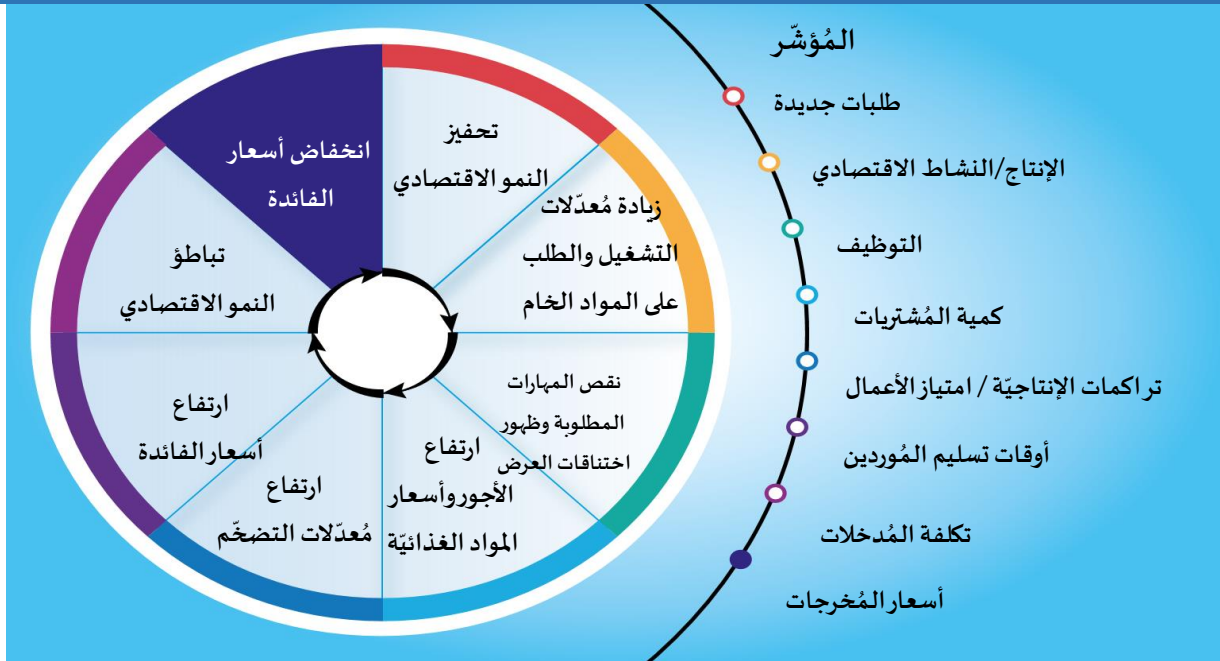 المُؤشّر
طلبات جديدة
الإنتاج/النشاط الاقتصادي
التوظيف
كمية المُشتريات
تراكمات الإنتاجيّة / امتياز الأعمال
أوقات تسليم المُوردين
تكلفة المُدخلات
أسعار المُخرجات
انخفاض أسعار
الفائدة
تحفيز
النمو الاقتصادي
زيادة مُعدّلات
التشغيل والطلب
على المواد الخام
نقص المهارات
المطلوبة وظهور
اختناقات العرض
ارتفاع
الأجور وأسعار
المواد الغذائيّة
ارتفاع
مُعدّلات التضخّم
ارتفاع
أسعار الفائدة
تباطؤ
النمو الاقتصادي